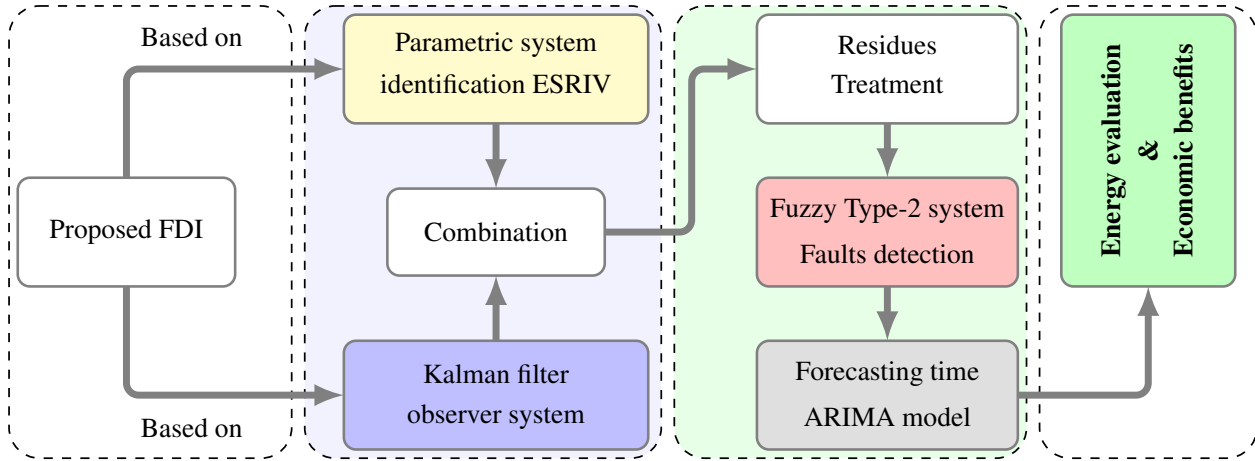 Based on
Proposed FDI
Based on
Parametric system
identification ESRIV
Combination
Kalman filter
observer system
Residues
Treatment
Fuzzy Type-2 system
Faults detection
Forecasting time
ARIMA model
Energy evaluation
&
Economic benefits